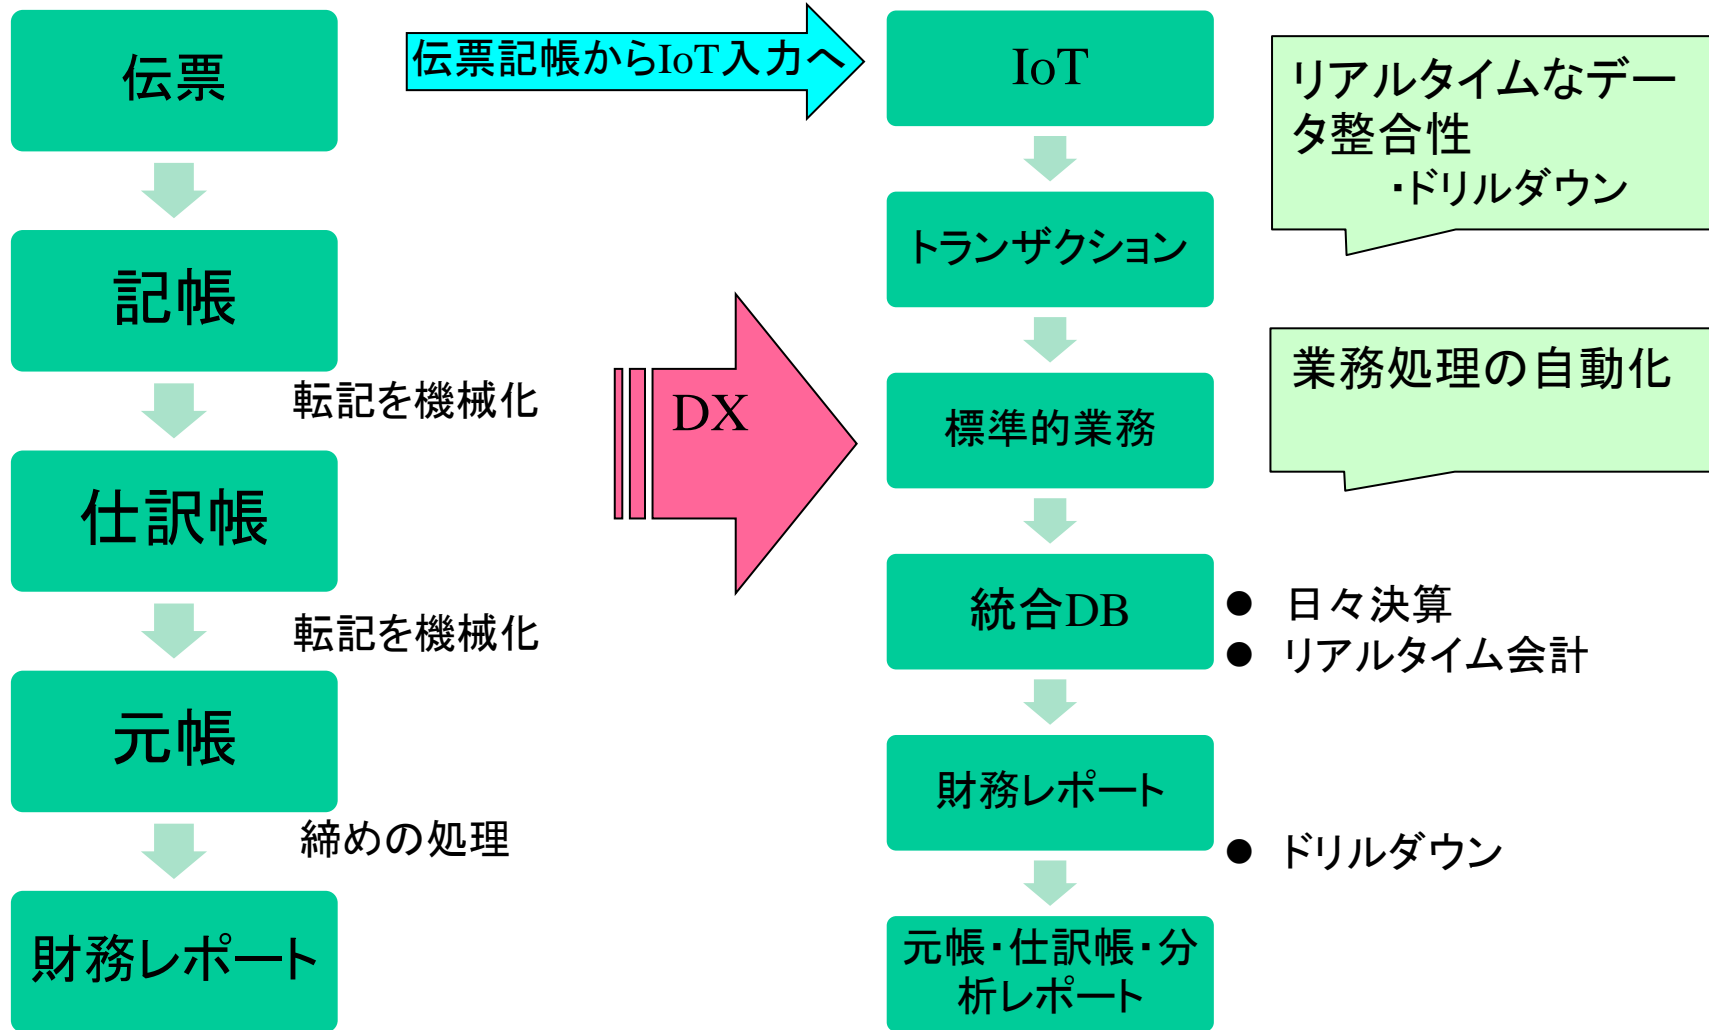 伝票
記帳
転記を機械化
仕訳帳
転記を機械化
元帳
締めの処理
財務レポート
伝票記帳からIoT入力へ
DX
IoT
トランザクション
標準的業務
統合DB
財務レポート
元帳・仕訳帳・分
析レポート
リアルタイムなデー
タ整合性
・ドリルダウン
業務処理の自動化
● 日々決算
● リアルタイム会計
● ドリルダウン